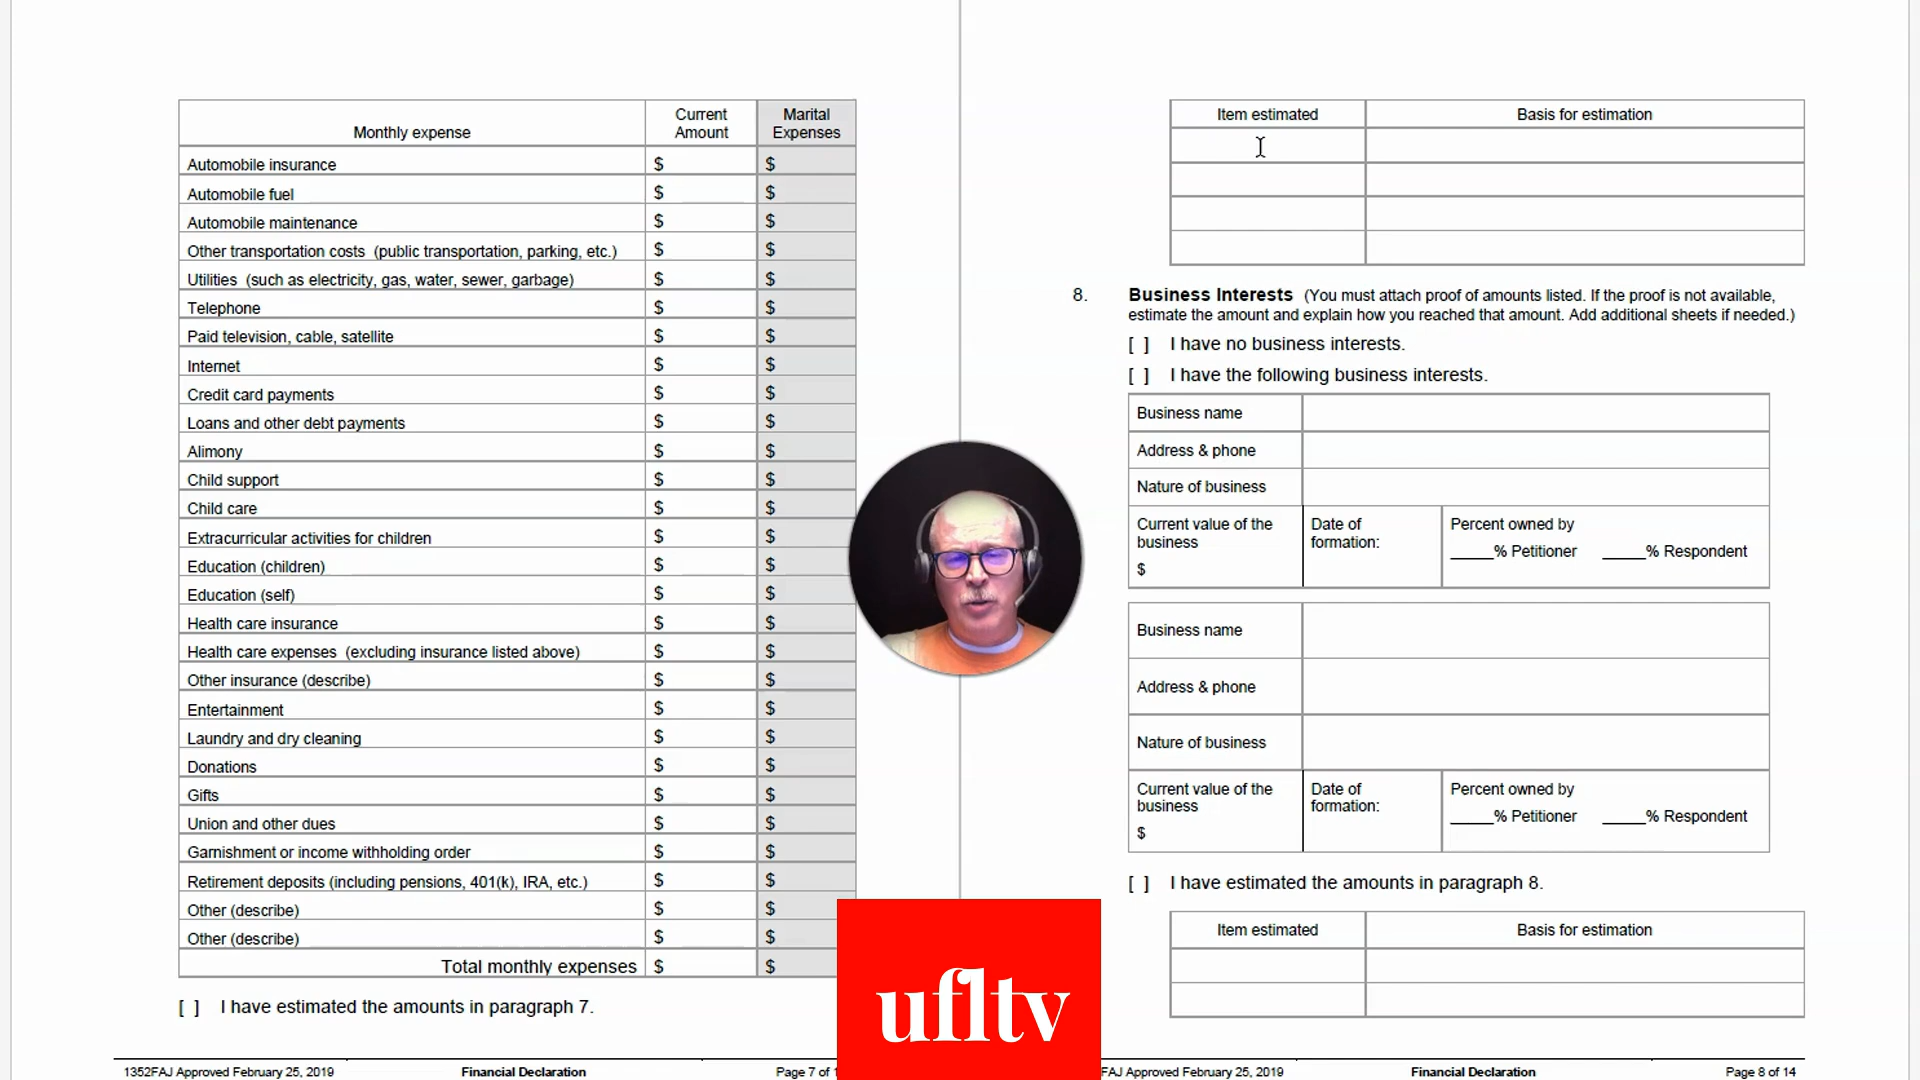 Monthly expense Current Amount Marital Expenses
Automobile insurance $ $
Automobile fuel $ $
Automobile maintenance $ $
Other transportation costs (public transportation, parking, etc.) $ $
Utilities (such as electricity, gas, water, sewer, garbage) $ $
Telephone $ $
Paid television, cable, satellite $ $
Internet $ $
Credit card payments $ $
Loans and other debt payments $ $
Alimony $ $
Child support $ $
Child care $ $
Extracurricular activities for children $ $
Education (children) $ $
Education (self) $ $
Health care insurance $ $
Health care expenses (excluding insurance listed above) $ $
Other insurance (describe) $ $
Entertainment $ $
Laundry and dry cleaning $ $
Donations $ $
Gifts $ $
Union and other dues $ $
Garnishment or income withholding order $ $
Retirement deposits (including pensions, 401(k), IRA, etc.) $ $
Other (describe) $ $
Other (describe) $ $
Total monthly expenses $ $
[ ] I have estimated the amounts in paragraph 7.
1352FAJ Approved February 25, 2019 Financial Declaration Page 7 of
Item estimated Basis for estimation
8. Business Interests (You must attach proof of amounts listed. If the proof is not available,
estimate the amount and explain how you reached that amount. Add additional sheets if needed.)
[ ] I have no business interests.
[ ] I have the following business interests.
Business name
Address & phone
Nature of business
Current value of the business $ Date of formation: Percent owned by _____% Petitioner _____% Respondent
Business name
Address & phone
Nature of business
Current value of the business $ Date of formation: Percent owned by _____% Petitioner _____% Respondent
[ ] I have estimated the amounts in paragraph 8.
Item estimated Basis for estimation
FAJ Approved February 25, 2019 Financial Declaration Page 8 of 14
ufltv